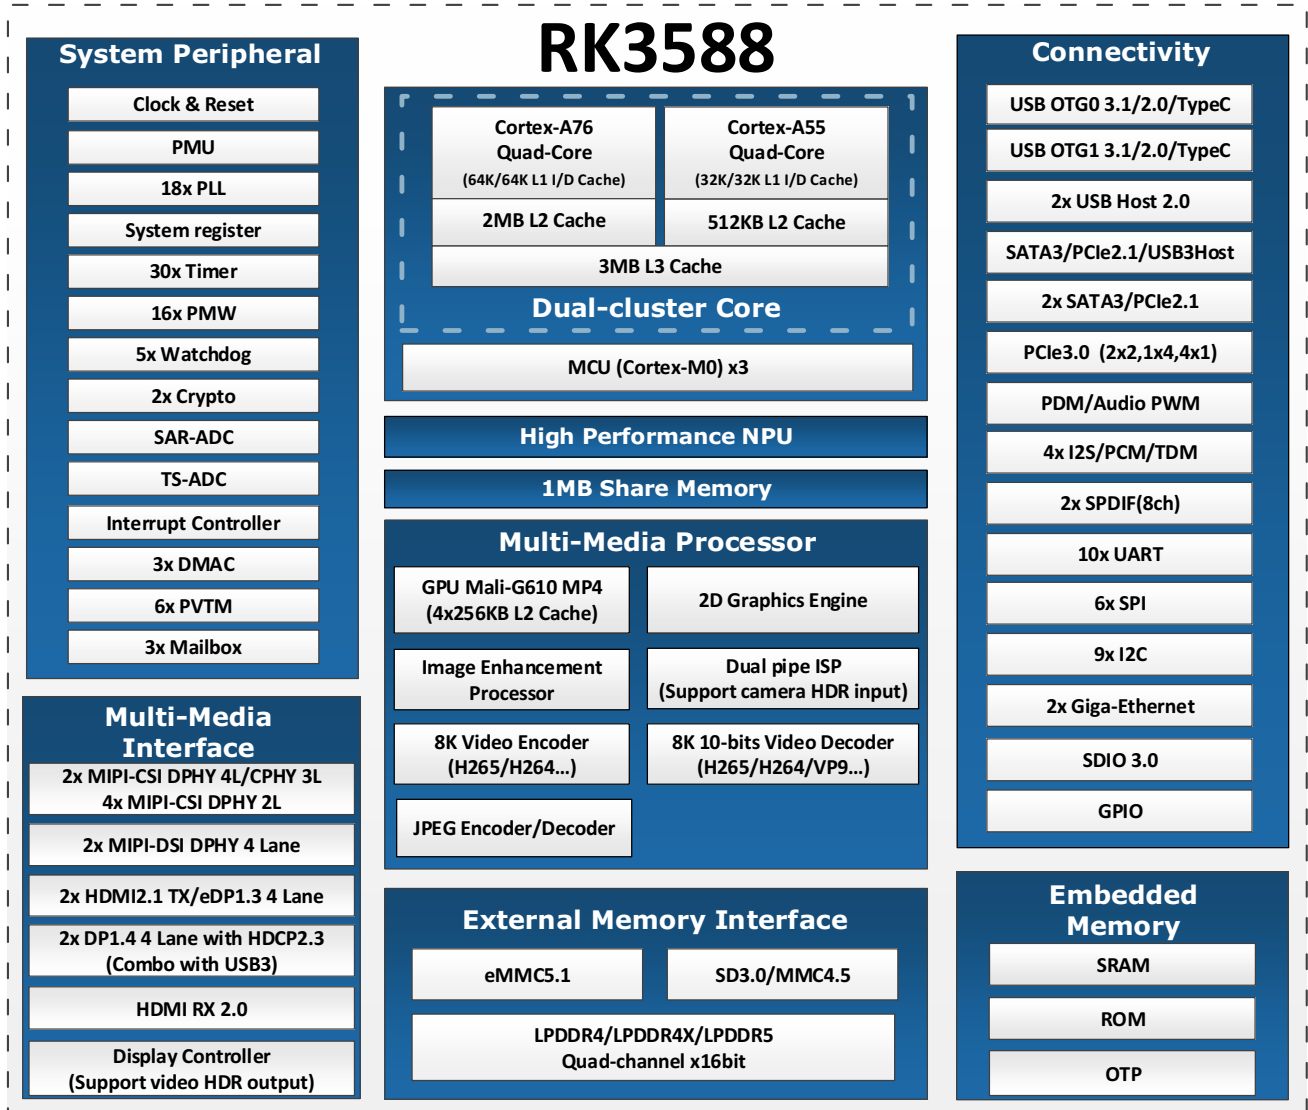 RK3588
System Peripheral
Clock & Reset
PMU
18x PLL
System register
30x Timer
16x PMW
5x Watchdog
2x Crypto
SAR-ADC
TS-ADC
Interrupt Controller
3x DMAC
6x PVTM
3x Mailbox
Multi-Media
Interface
2x MIPI-CSI DPHY 4L/CPHY 3L
4x MIPI-CSI DPHY 2L
2x MIPI-DSI DPHY 4 Lane
2x HDMI2.1 TX/eDP1.3 4 Lane
2x DP1.4 4 Lane with HDCP2.3
(Combo with USB3)
HDMI RX 2.0
Display Controller
(Support video HDR output)
Cortex-A76
Quad-Core
(64K/64K L1 I/D Cache)
2MB L2 Cache
Cortex-A55
Quad-Core
(32K/32K L1 I/D Cache)
512KB L2 Cache
3MB L3 Cache
Dual-cluster Core
MCU (Cortex-M0) x3
High Performance NPU
1MB Share Memory
Multi-Media Processor
GPU Mali-G610 MP4
(4x256KB L2 Cache)
2D Graphics Engine
Image Enhancement
Processor
Dual pipe ISP
(Support camera HDR input)
8K Video Encoder
(H265/H264...)
8K 10-bits Video Decoder
(H265/H264/VP9...)
JPEG Encoder/Decoder
External Memory Interface
eMMC5.1
SD3.0/MMC4.5
LPDDR4/LPDDR4X/LPDDR5
Quad-channel x16bit
Connectivity
USB OTG0 3.1/2.0/TypeC
USB OTG1 3.1/2.0/TypeC
2x USB Host 2.0
SATA3/PCIe2.1/USB3Host
2x SATA3/PCIe2.1
PCIe3.0 (2x2,1x4,4x1)
PDM/Audio PWM
4x I2S/PCM/TDM
2x SPDIF(8ch)
10x UART
6x SPI
9x I2C
2x Giga-Ethernet
SDIO 3.0
GPIO
Embedded
Memory
SRAM
ROM
OTP